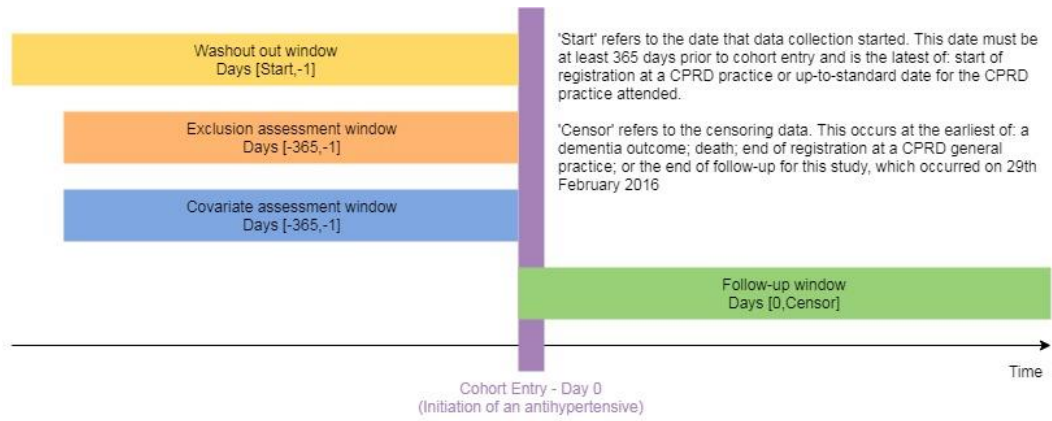 Washout out window
Days [Start,-1]
'Start' refers to the date that data collection started. This date must be
at least 365 days prior to cohort entry and is the latest of: start of
registration at a CPRD practice or up-to-standard date for the CPRD
practice attended.
Exclusion assessment window
Days [-365,-1]
'Censor' refers to the censoring data. This occurs at the earliest of: a
dementia outcome; death; end of registration at a CPRD general
practice; or the end of follow-up for this study, which occurred on 29th
February 2016
Covariate assessment window
Days [-365,-1]
Follow-up window
Days [0,Censor]
Time
Cohort Entry - Day 0
(Initiation of an antihypertensive)